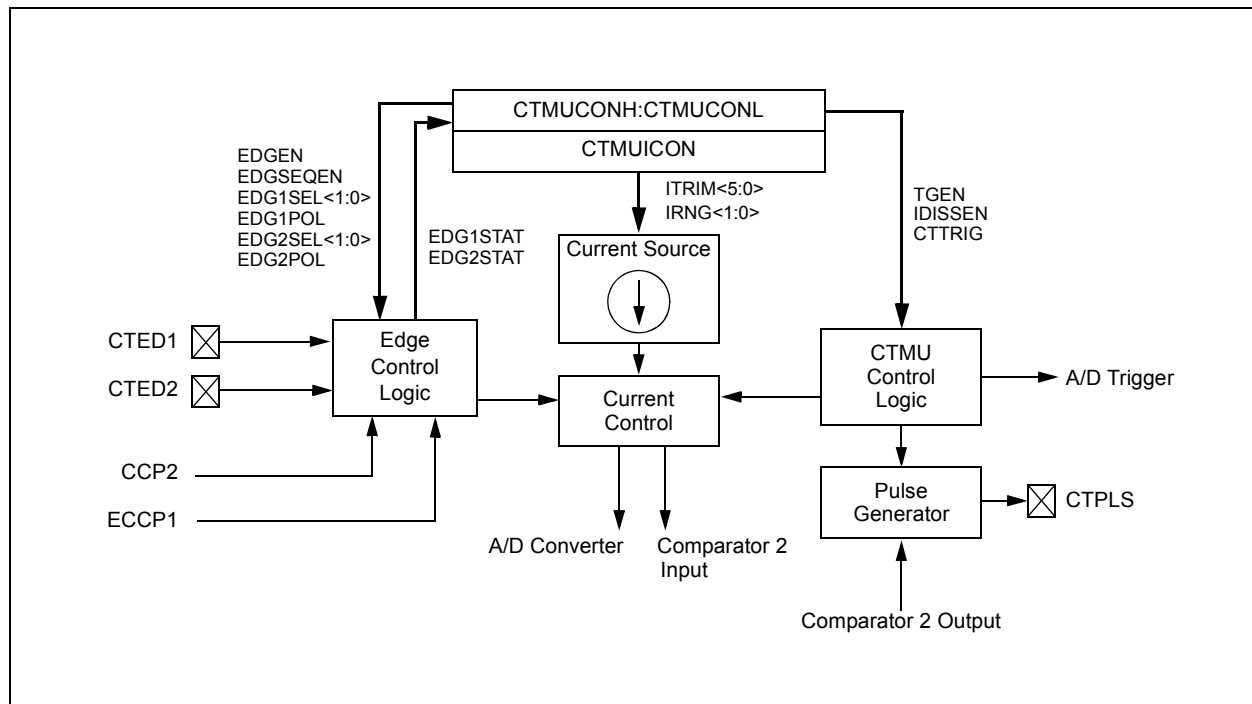 CTMUCONH:CTMUCONL
CTMUICON
EDGEN
EDGSEQEN
EDG1SEL<1:0>
EDG1POL
EDG2SEL<1:0>
EDG2POL
EDG1STAT
EDG2STAT
ITRIM<5:0>
IRNG<1:0>
TGEN
IDISSEN
CTTRIG
Current Source
CTED1
CTED2
Edge
Control
Logic
Current
Control
CTMU
Control
Logic
A/D Trigger
CCP2
ECCP1
Pulse
Generator
CTPLS
A/D Converter
Comparator 2
Input
Comparator 2 Output